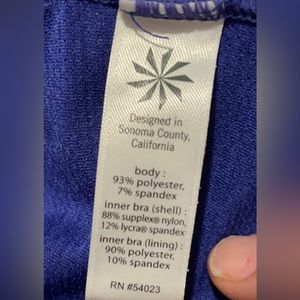 Designed in
Sonoma County,
California
body :
93% polyester,
7% spandex
inner bra (shell) :
88% supplex® nylon,
12% lycra® spandex
inner bra (lining) :
90% polyester,
10% spandex
RN #54023